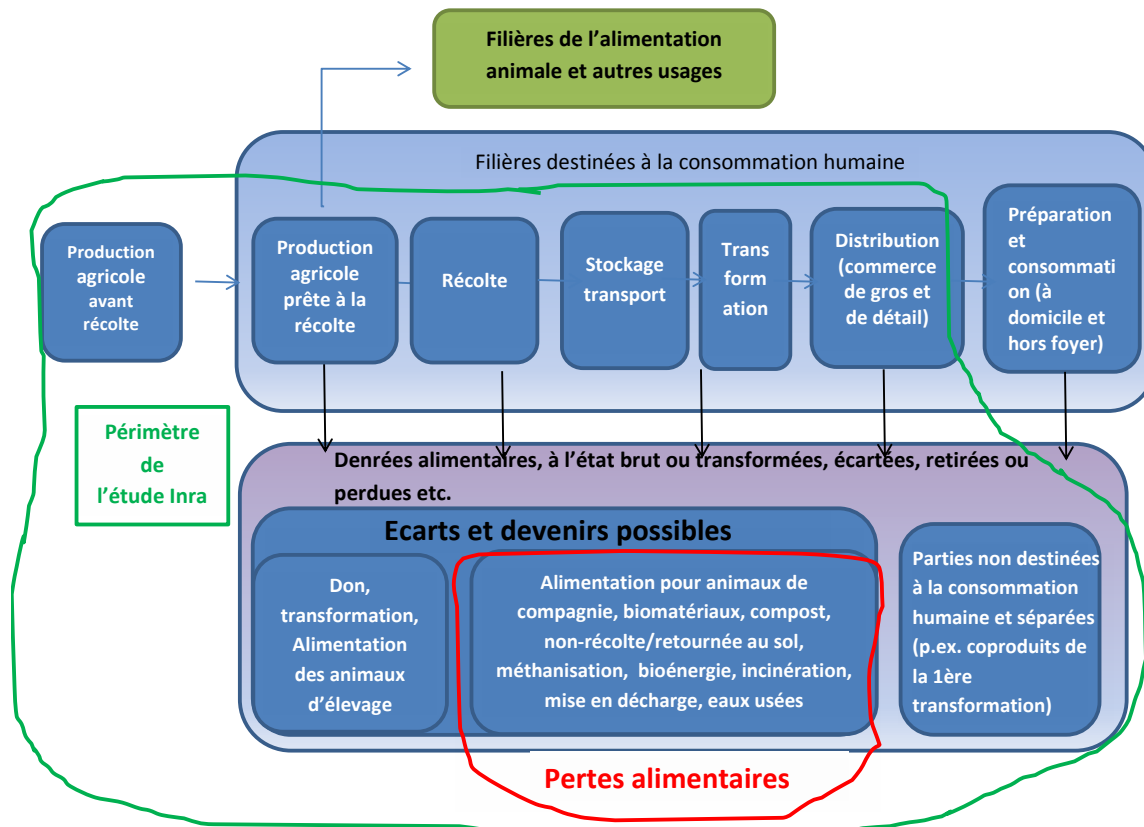 Filières de l’alimentation
animale et autres usages
Filières destinées à la consommation humaine
Production
agricole
avant
récolte
Production
agricole
prête à la
récolte
Récolte
Stockage
transport
Trans
form
ation
Distribution
(commerce
de gros et
de détail)
Préparation
et
consommati
on (à
domicile et
hors foyer)
Périmètre
de
l’étude Inra
Denrées alimentaires, à l’état brut ou transformées, écartées, retirées ou
perdues etc.
Ecarts et devenirs possibles
Don,
transformation,
Alimentation
des animaux
d’élevage
Alimentation pour animaux de
compagnie, biomatériaux, compost,
non-récolte/retournée au sol,
méthanisation, bioénergie, incinération,
mise en décharge, eaux usées
Parties non destinées
à la consommation
humaine et séparées
(p.ex. coproduits de
la 1ère
transformation)
Pertes alimentaires